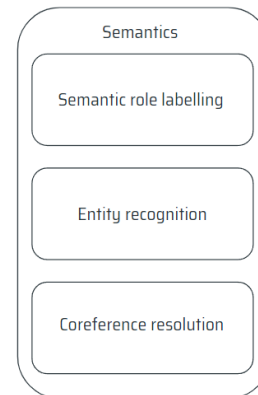 Semantics
Semantic role labelling
Entity recognition
Coreference resolution